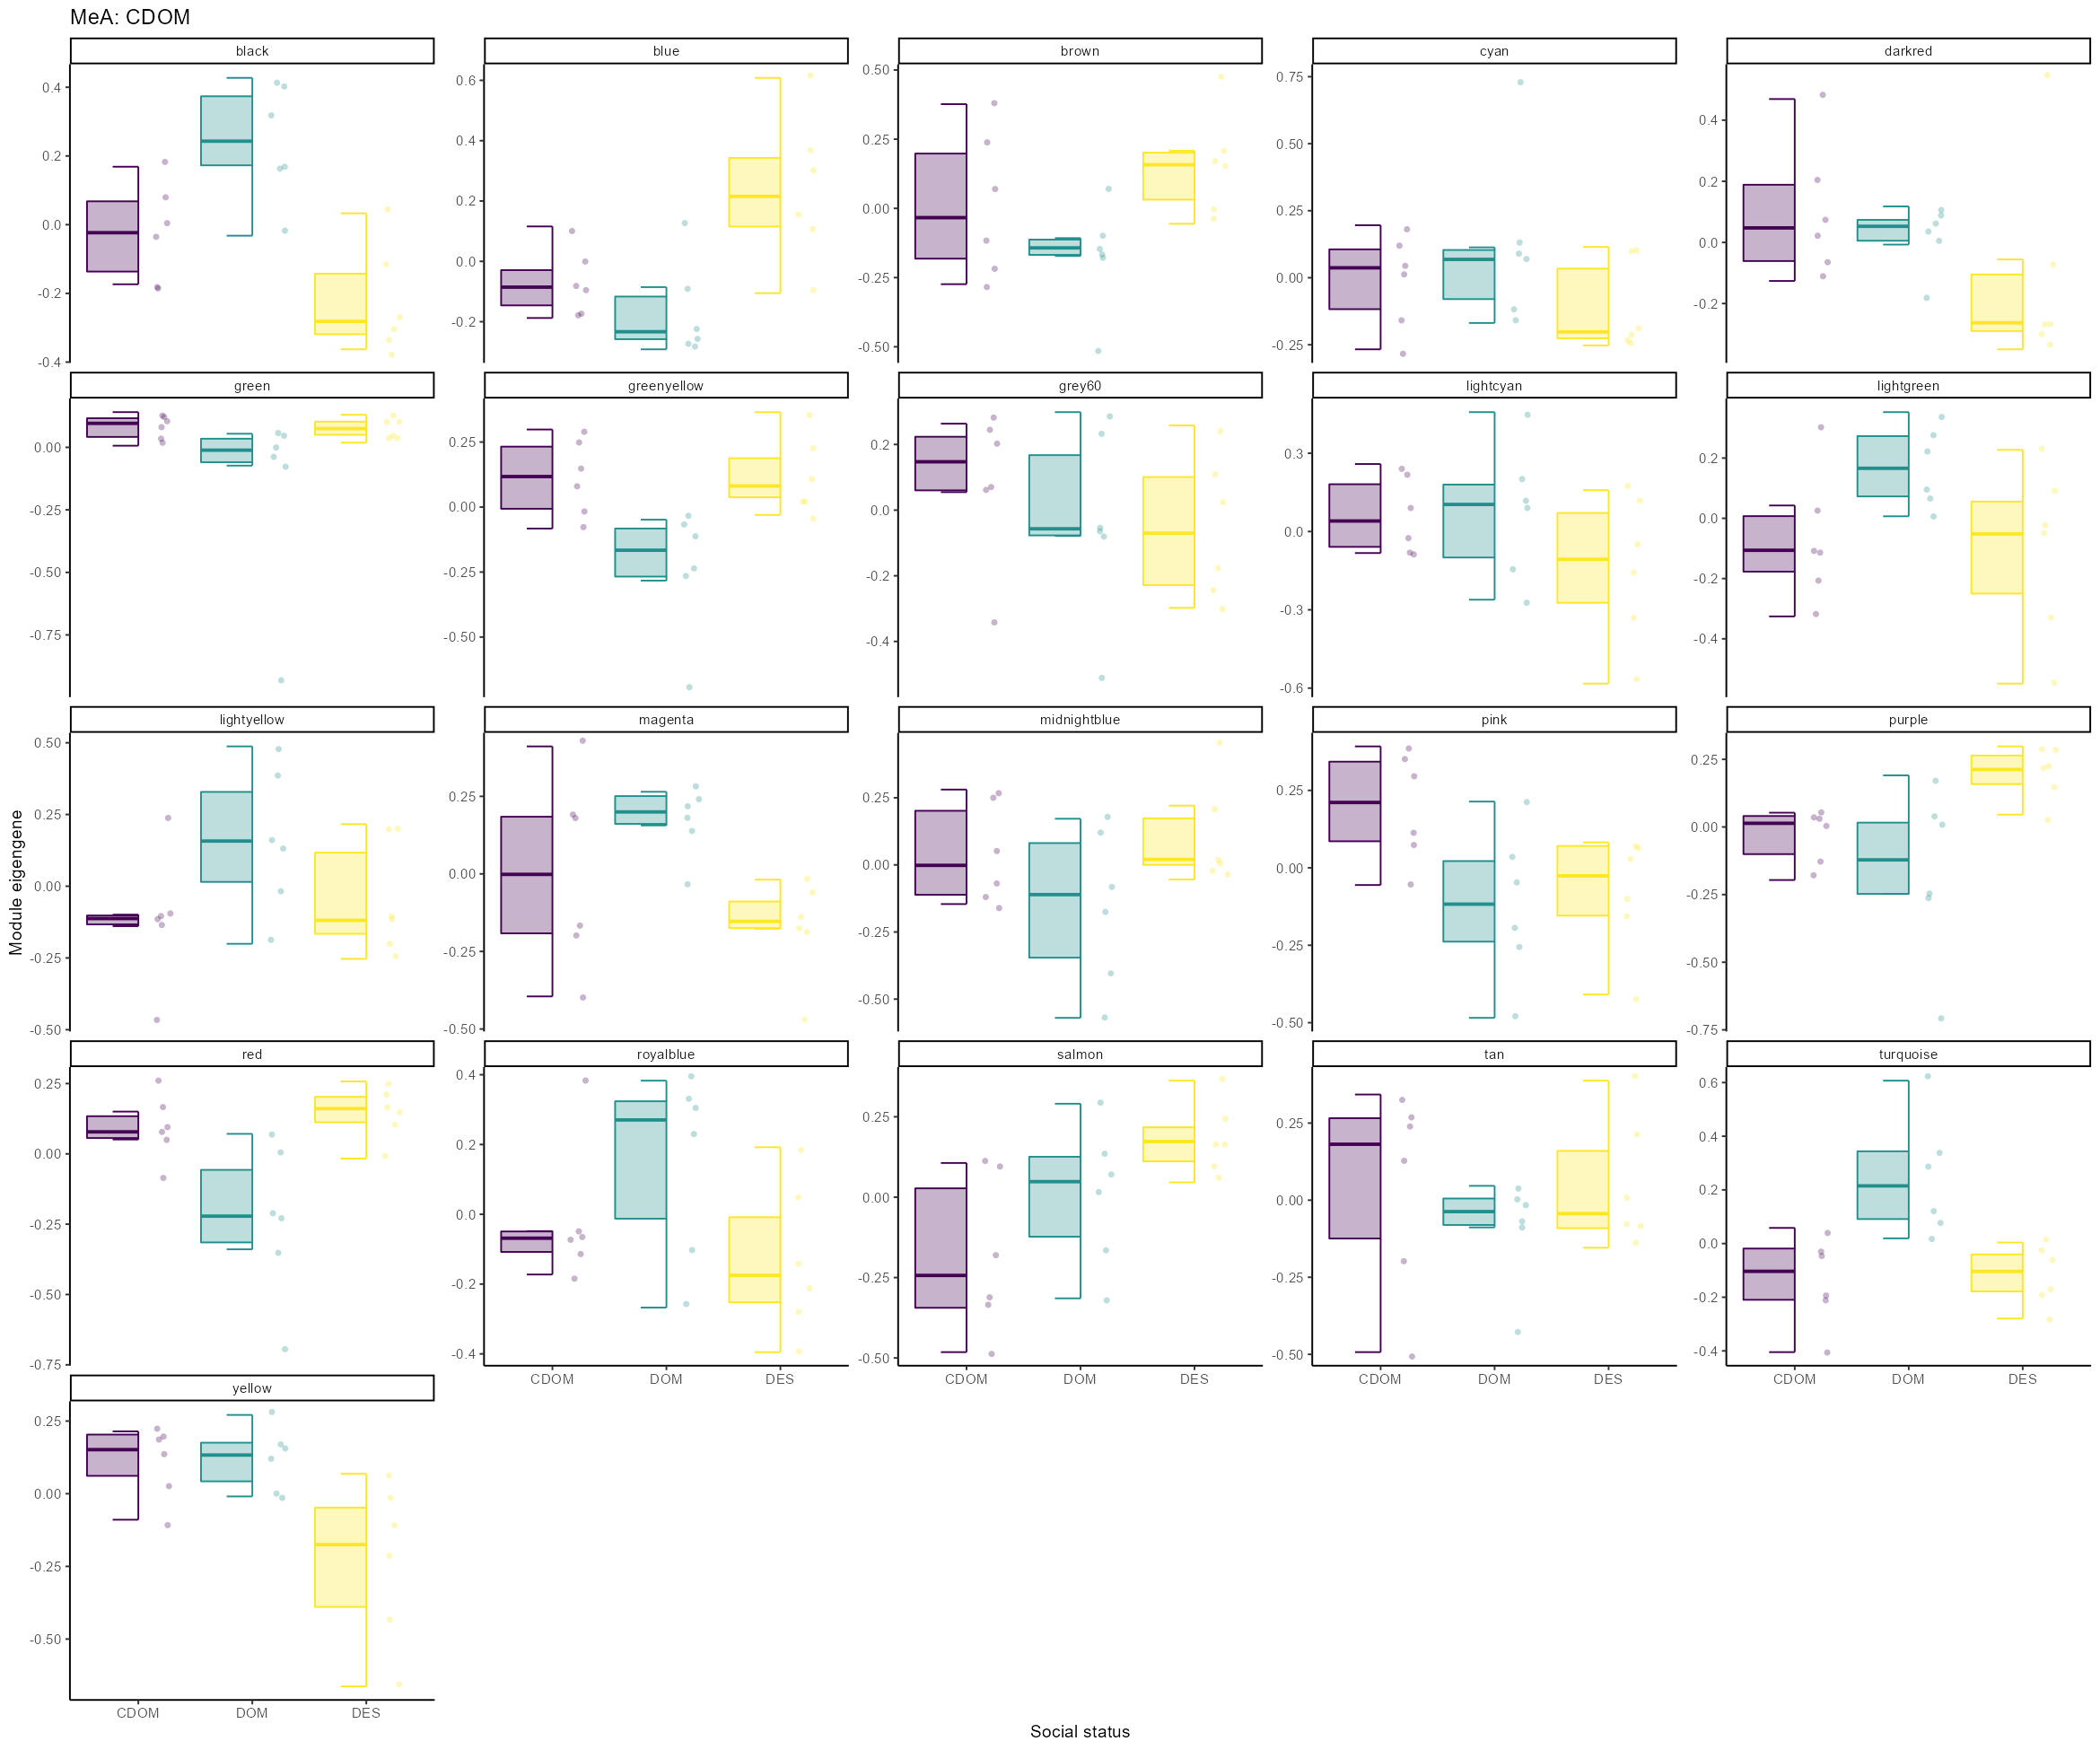 MeA: CDOM
black blue brown cyan darkred
0.4 0.2 0.0 -0.2 -0.4
0.6 0.4 0.2 0.0 -0.2
0.50 0.25 0.00 -0.25 -0.50
0.75 0.50 0.25 0.00 -0.25
0.4 0.2 0.0 -0.2
green greenyellow grey60 lightcyan lightgreen
0.00 -0.25 -0.50 -0.75
0.25 0.00 -0.25 -0.50
0.2 0.0 -0.2 -0.4
0.3 0.0 -0.3 -0.6
0.2 0.0 -0.2 -0.4
lightyellow magenta midnightblue pink purple
0.50 0.25 0.00 -0.25 -0.50
0.25 0.00 -0.25 -0.50
0.25 0.00 -0.25 -0.50
0.25 0.00 -0.25 -0.50
0.25 0.00 -0.25 -0.50 -0.75
Module eigengene
red royalblue salmon tan turquoise
0.25 0.00 -0.25 -0.50 -0.75
0.4 0.2 0.0 -0.2 -0.4
0.25 0.00 -0.25 -0.50
0.25 0.00 -0.25 -0.50
0.6 0.4 0.2 0.0 -0.2 -0.4
CDOM DOM DES CDOM DOM DES CDOM DOM DES CDOM DOM DES
yellow
0.25 0.00 -0.25 -0.50
CDOM DOM DES
Social status